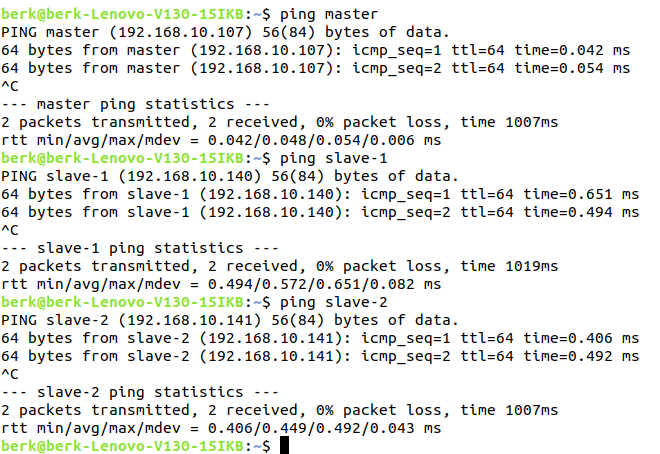 berk@berk-Lenovo-V130-15IKB:~$ ping master
PING master (192.168.10.107) 56(84) bytes of data.
64 bytes from master (192.168.10.107): icmp_seq=1 ttl=64 time=0.042 ms
64 bytes from master (192.168.10.107): icmp_seq=2 ttl=64 time=0.054 ms
^C
--- master ping statistics ---
2 packets transmitted, 2 received, 0% packet loss, time 1007ms
rtt min/avg/max/mdev = 0.042/0.048/0.054/0.006 ms
berk@berk-Lenovo-V130-15IKB:~$ ping slave-1
PING slave-1 (192.168.10.140) 56(84) bytes of data.
64 bytes from slave-1 (192.168.10.140): icmp_seq=1 ttl=64 time=0.651 ms
64 bytes from slave-1 (192.168.10.140): icmp_seq=2 ttl=64 time=0.494 ms
^C
--- slave-1 ping statistics ---
2 packets transmitted, 2 received, 0% packet loss, time 1019ms
rtt min/avg/max/mdev = 0.494/0.572/0.651/0.082 ms
berk@berk-Lenovo-V130-15IKB:~$ ping slave-2
PING slave-2 (192.168.10.141) 56(84) bytes of data.
64 bytes from slave-2 (192.168.10.141): icmp_seq=1 ttl=64 time=0.406 ms
64 bytes from slave-2 (192.168.10.141): icmp_seq=2 ttl=64 time=0.492 ms
^C
--- slave-2 ping statistics ---
2 packets transmitted, 2 received, 0% packet loss, time 1007ms
rtt min/avg/max/mdev = 0.406/0.449/0.492/0.043 ms
berk@berk-Lenovo-V130-15IKB:~$